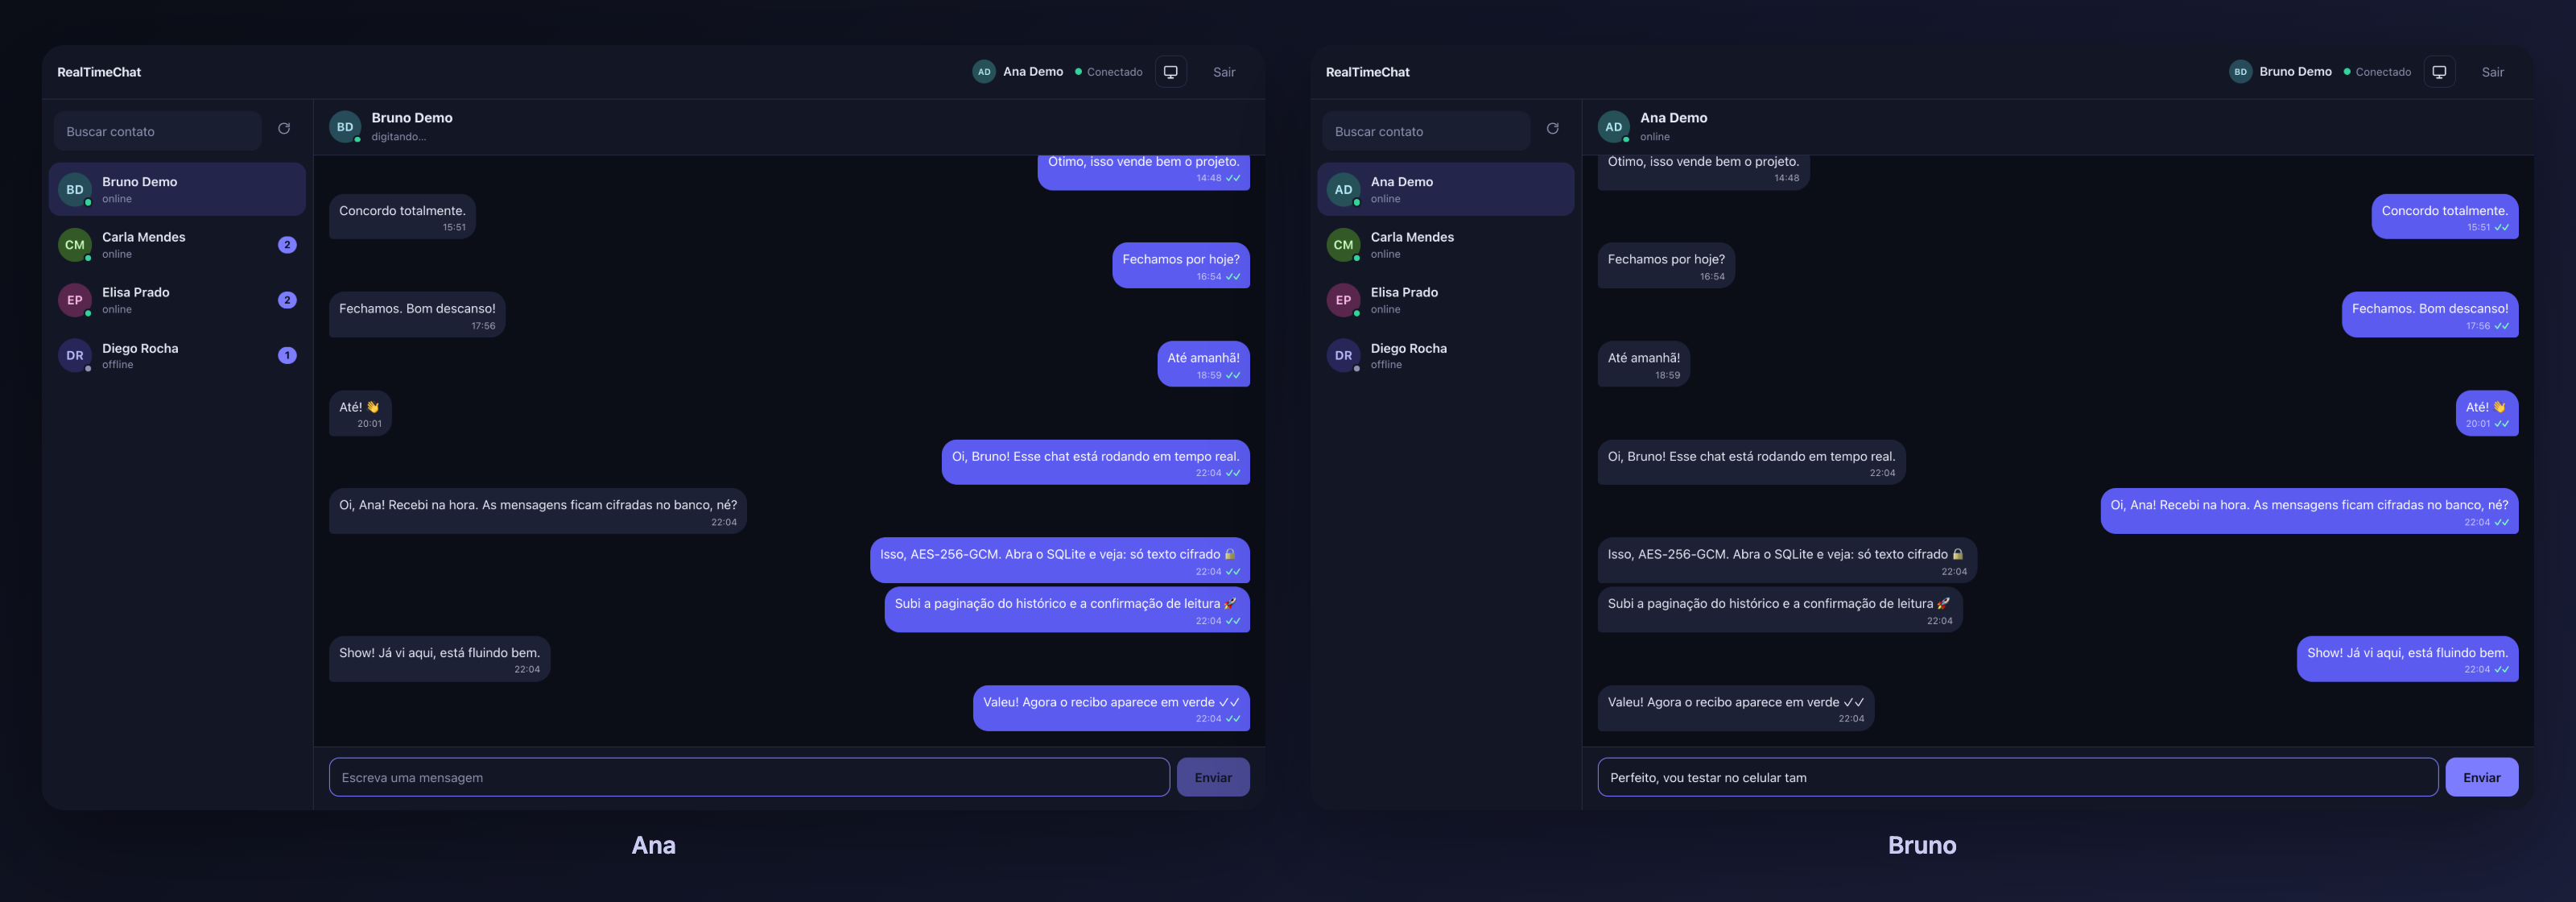 RealTimeChat
AD Ana Demo Conectado Sair
Buscar contato
BD Bruno Demo
online
CM Carla Mendes
online
2
EP Elisa Prado
online
2
DR Diego Rocha
offline
1
BD Bruno Demo
digitando...
Otimo, isso vende bem o projeto.
14:48 ✓✓
Concordo totalmente.
15:51
Fechamos por hoje?
16:54 ✓✓
Fechamos. Bom descanso!
17:56
Até amanhã!
18:59 ✓✓
Até! 👋
20:01
Oi, Bruno! Esse chat está rodando em tempo real.
22:04 ✓✓
Oi, Ana! Recebi na hora. As mensagens ficam cifradas no banco, né?
22:04
Isso, AES-256-GCM. Abra o SQLite e veja: só texto cifrado 🔒
22:04 ✓✓
Subi a paginação do histórico e a confirmação de leitura 🚀
22:04 ✓✓
Show! Já vi aqui, está fluindo bem.
22:04
Valeu! Agora o recibo aparece em verde ✓✓
22:04 ✓✓
Escreva uma mensagem
Enviar
Ana
RealTimeChat
BD Bruno Demo Conectado Sair
Buscar contato
AD Ana Demo
online
CM Carla Mendes
online
EP Elisa Prado
online
DR Diego Rocha
offline
AD Ana Demo
online
Otimo, isso vende bem o projeto.
14:48
Concordo totalmente.
15:51 ✓✓
Fechamos por hoje?
16:54
Fechamos. Bom descanso!
17:56 ✓✓
Até amanhã!
18:59
Até! 👋
20:01 ✓✓
Oi, Bruno! Esse chat está rodando em tempo real.
22:04
Oi, Ana! Recebi na hora. As mensagens ficam cifradas no banco, né?
22:04 ✓✓
Isso, AES-256-GCM. Abra o SQLite e veja: só texto cifrado 🔒
22:04
Subi a paginação do histórico e a confirmação de leitura 🚀
22:04
Show! Já vi aqui, está fluindo bem.
22:04 ✓✓
Valeu! Agora o recibo aparece em verde ✓✓
22:04
Perfeito, vou testar no celular tam
Enviar
Bruno